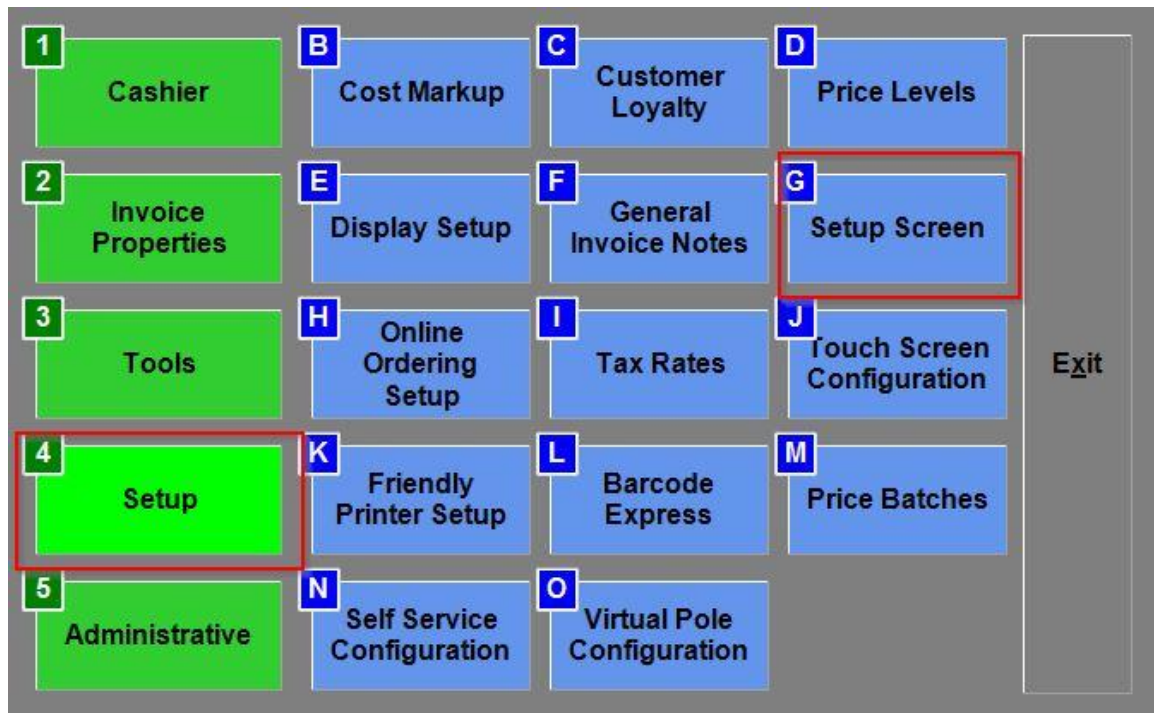 1
Cashier
B
Cost Markup
C
Customer
Loyalty
D
Price Levels
2
Invoice
Properties
E
Display Setup
F
General
Invoice Notes
G
Setup Screen
3
Tools
H
Online
Ordering
Setup
I
Tax Rates
J
Touch Screen
Configuration
Exit
4
Setup
K
Friendly
Printer Setup
L
Barcode
Express
M
Price Batches
5
Administrative
N
Self Service
Configuration
O
Virtual Pole
Configuration